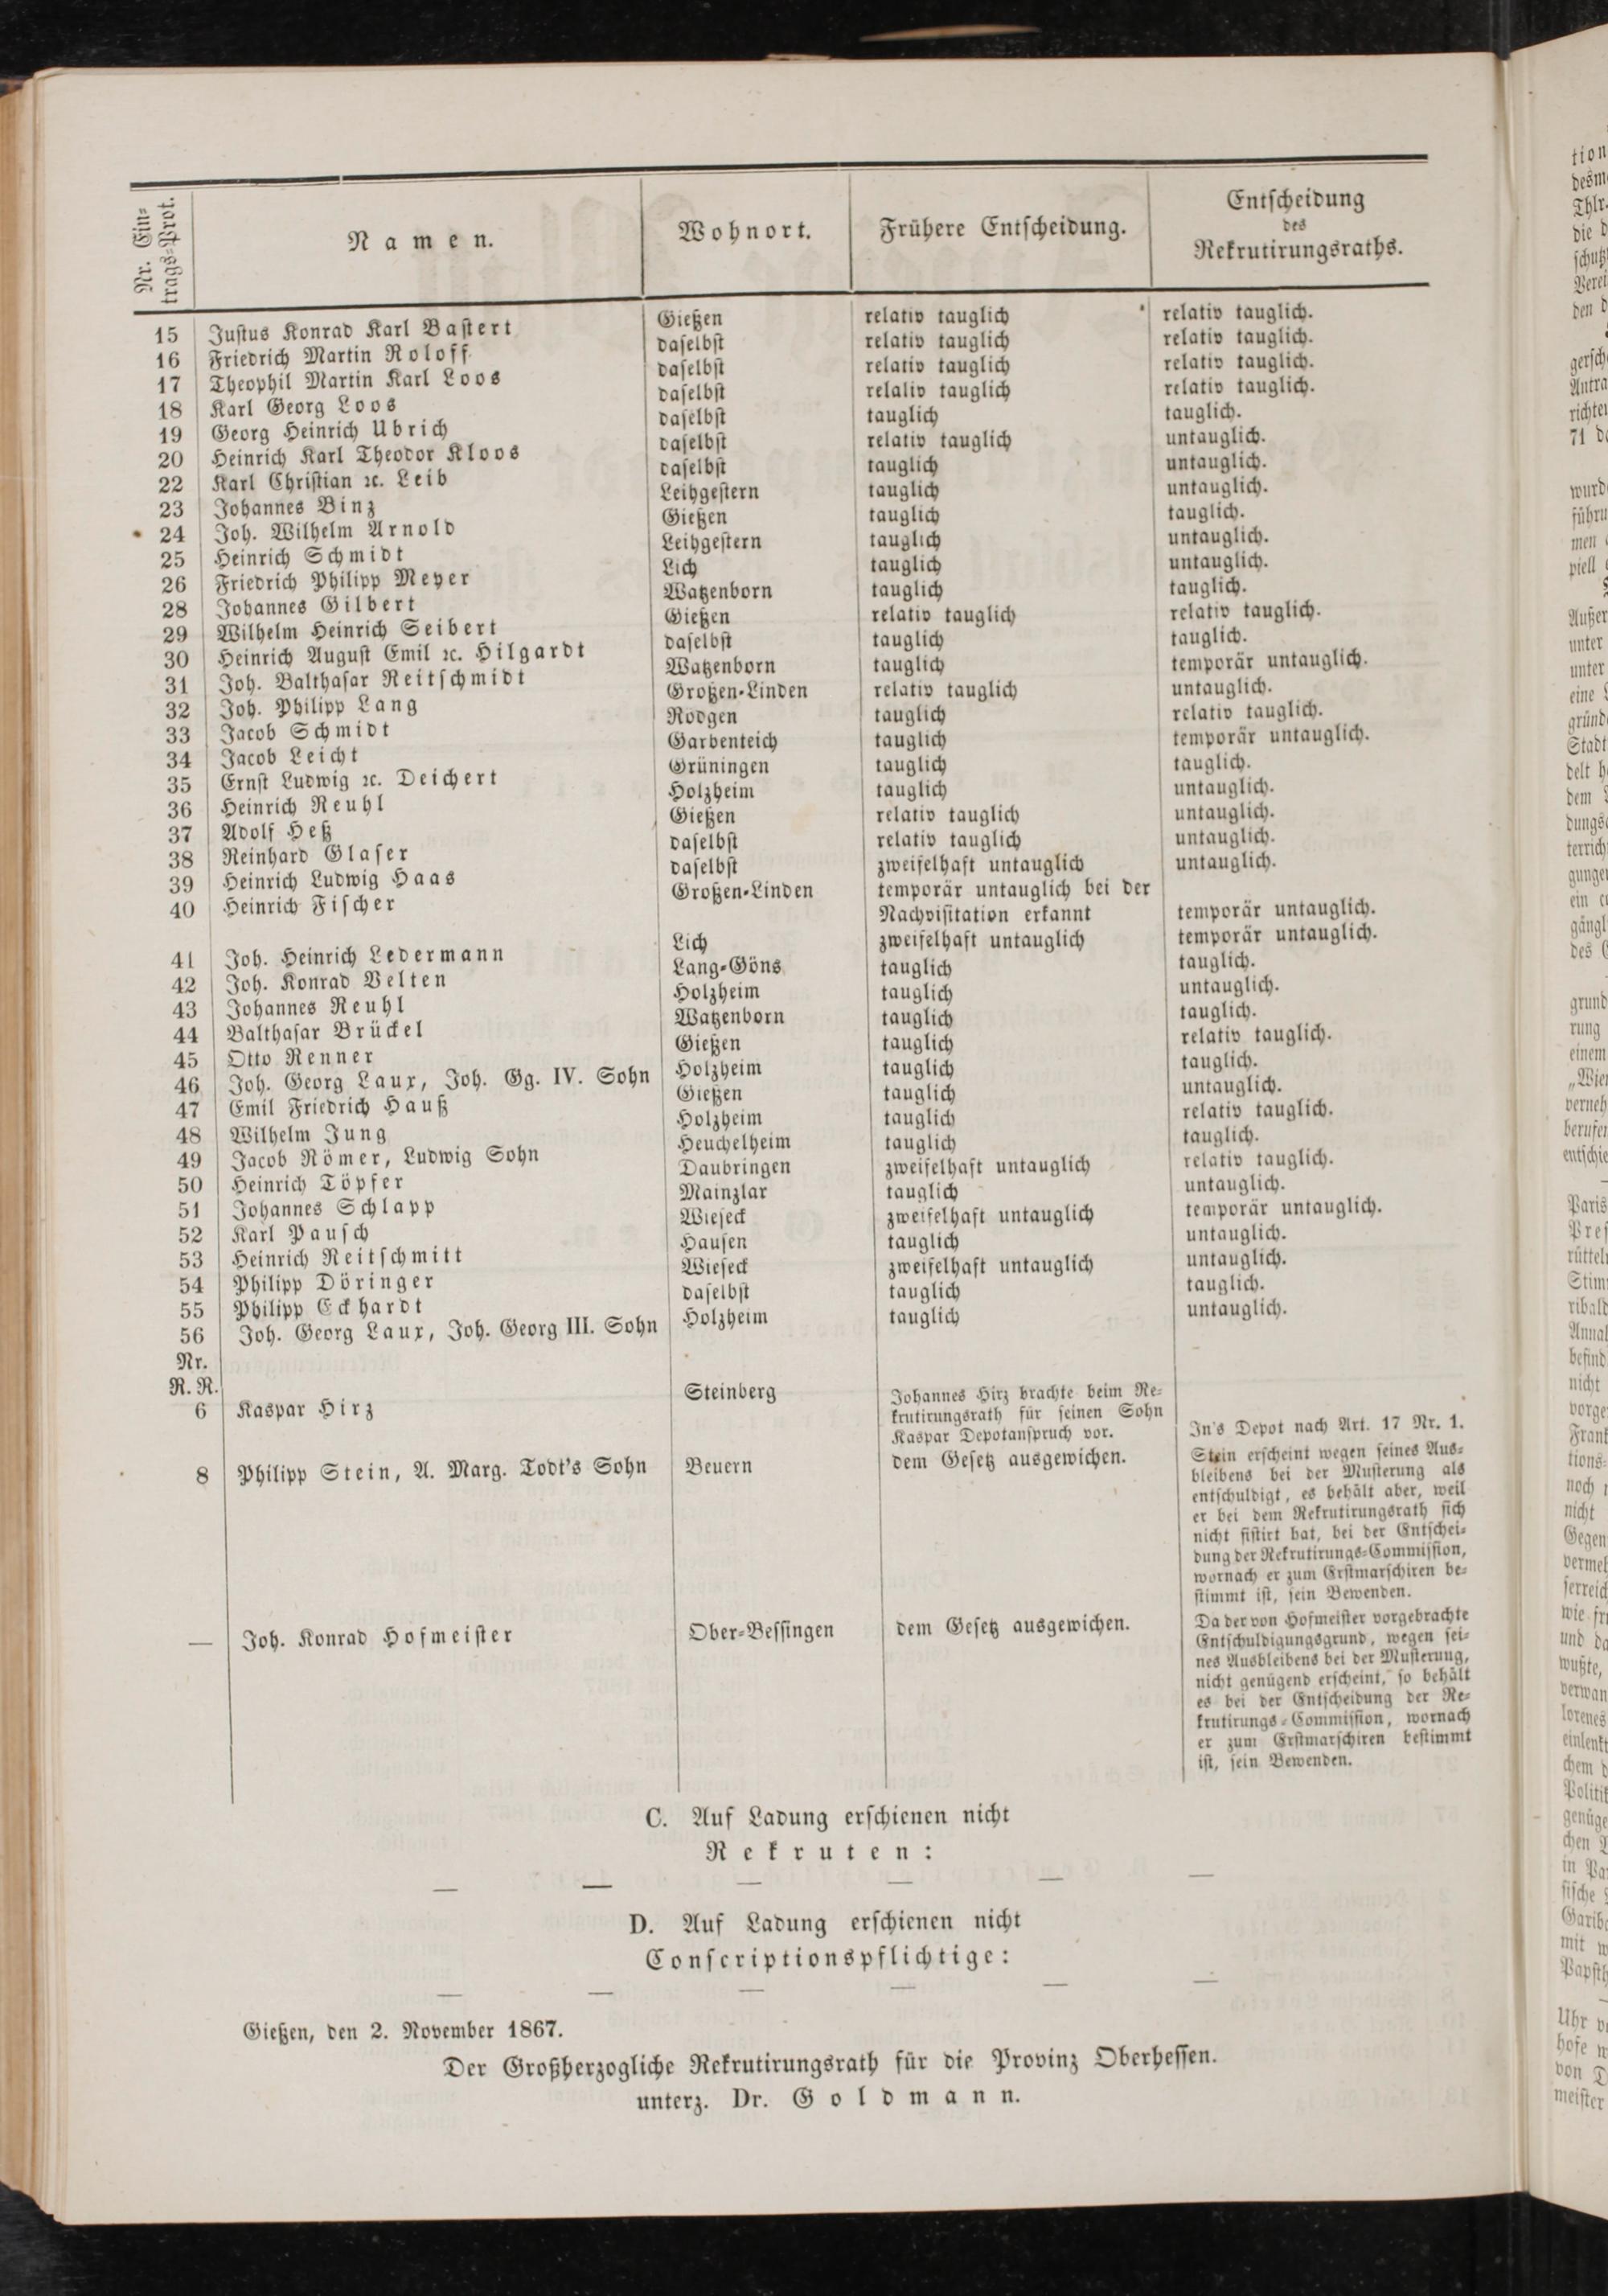 Nr. Ein-
trags-Prot.
Namen.
Wohnort.
Frühere Entscheidung.
Entscheidung
des
Rekrutirungsraths.
15 Justus Konrad Karl Bastert Gießen relativ tauglich relativ tauglich.
16 Friedrich Martin Roloff daselbst relativ tauglich relativ tauglich.
17 Theophil Martin Karl Loos daselbst relativ tauglich relativ tauglich.
18 Karl Georg Loos daselbst relaliv tauglich relativ tauglich.
19 Georg Heinrich Ubrich daselbst tauglich tauglich.
20 Heinrich Karl Theodor Kloos daselbst relativ tauglich untauglich.
22 Karl Christian ꝛc. Leib daselbst tauglich untauglich.
23 Johannes Binz Leihgestern tauglich untauglich.
24 Joh. Wilhelm Arnold Gießen tauglich tauglich.
25 Heinrich Schmidt Leihgestern tauglich untauglich.
26 Friedrich Philipp Meyer Lich tauglich untauglich.
28 Johannes Gilbert Watzenborn tauglich tauglich.
29 Wilhelm Heinrich Seibert Gießen relativ tauglich relativ tauglich.
30 Heinrich August Emil ꝛc. Hilgardt daselbst tauglich tauglich.
31 Joh. Balthasar Reitschmidt Watzenborn tauglich temporär untauglich.
32 Joh. Philipp Lang Großen-Linden relativ tauglich untauglich.
33 Jacob Schmidt Rödgen tauglich relativ tauglich.
34 Jacob Leicht Garbenteich tauglich temporär untauglich.
35 Ernst Ludwig ꝛc. Deichert Grüningen tauglich tauglich.
36 Heinrich Reuhl Holzheim tauglich untauglich.
37 Adolf Heß Gießen relativ tauglich untauglich.
38 Reinhard Glaser daselbst relativ tauglich untauglich.
39 Heinrich Ludwig Haas daselbst zweifelhaft untauglich untauglich.
40 Heinrich Fischer Großen-Linden temporär untauglich bei der
Nachvisitation erkannt temporär untauglich.
41 Joh. Heinrich Ledermann Lich zweifelhaft untauglich temporär untauglich.
42 Joh. Konrad Velten Lang-Göns tauglich tauglich.
43 Johannes Reuhl Holzheim tauglich untauglich.
44 Balthasar Brückel Watzenborn tauglich tauglich.
45 Otto Renner Gießen tauglich relativ tauglich.
46 Joh. Georg Laux, Joh. Gg. IV. Sohn Holzheim tauglich tauglich.
47 Emil Friedrich Hauß Gießen tauglich untauglich.
48 Wilhelm Jung Holzheim tauglich relativ tauglich.
49 Jacob Römer, Ludwig Sohn Heuchelheim tauglich tauglich.
50 Heinrich Töpfer Daubringen zweifelhaft untauglich relativ tauglich.
51 Johannes Schlapp Mainzlar tauglich untauglich.
52 Karl Pausch Wieseck zweifelhaft untauglich temporär untauglich.
53 Heinrich Reitschmitt Hausen tauglich untauglich.
54 Philipp Döringer Wieseck zweifelhaft untauglich untauglich.
55 Philipp Eckhardt daselbst tauglich tauglich.
56 Joh. Georg Laux, Joh. Georg III. Sohn Holzheim tauglich untauglich.
Nr.
R. R.
6 Kaspar Hirz Steinberg
Johannes Hirz brachte beim Re-
krutirungsrath für seinen Sohn
Kaspar Depotanspruch vor.
In's Depot nach Art. 17 Nr. 1.
8 Philipp Stein, A. Marg. Todt's Sohn Beuern dem Gesetz ausgewichen.
Stein erscheint wegen seines Aus-
bleibens bei der Musterung als
entschuldigt, es behält aber, weil
er bei dem Rekrutirungsrath sich
nicht sistirt hat, bei der Entschei-
dung der Rekrutirungs-Commission,
wornach er zum Erstmarschiren be-
stimmt ist, sein Bewenden.
— Joh. Konrad Hofmeister Ober-Bessingen dem Gesetz ausgewichen.
Da der von Hofmeister vorgebrachte
Entschuldigungsgrund, wegen sei-
nes Ausbleibens bei der Musterung,
nicht genügend erscheint, so behält
es bei der Entscheidung der Re-
krutirungs-Commission, wornach
er zum Erstmarschiren bestimmt
ist, sein Bewenden.
C. Auf Ladung erschienen nicht
Rekruten:
— — — — — —
D. Auf Ladung erschienen nicht
Conscriptionspflichtige:
— — — — — —
Gießen, den 2. November 1867.
Der Großherzogliche Rekrutirungsrath für die Provinz Oberhessen.
unterz. Dr. Goldmann.